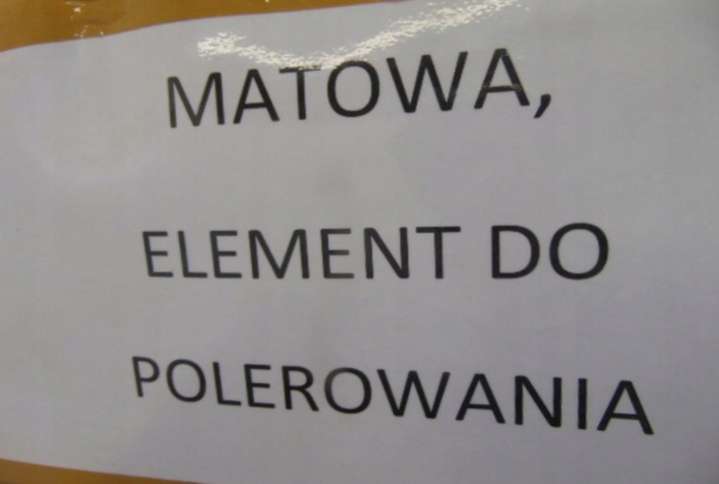 MATOWA,
ELEMENT DO
POLEROWANIA